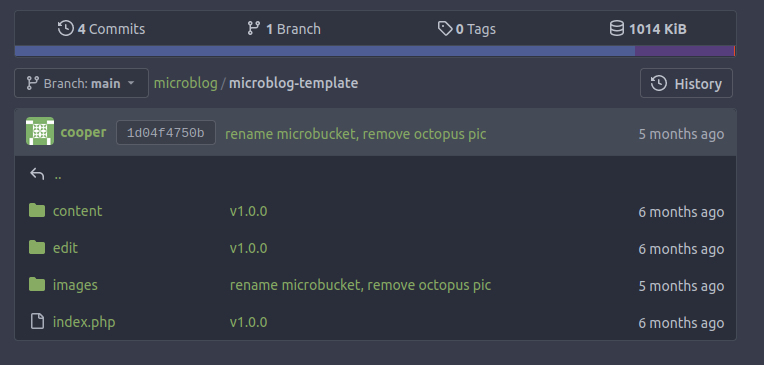 4 Commits 1 Branch 0 Tags 1014 KiB
Branch: main microblog / microblog-template History
cooper 1d04f4750b rename microbucket, remove octopus pic 5 months ago
..
content v1.0.0 6 months ago
edit v1.0.0 6 months ago
images rename microbucket, remove octopus pic 5 months ago
index.php v1.0.0 6 months ago